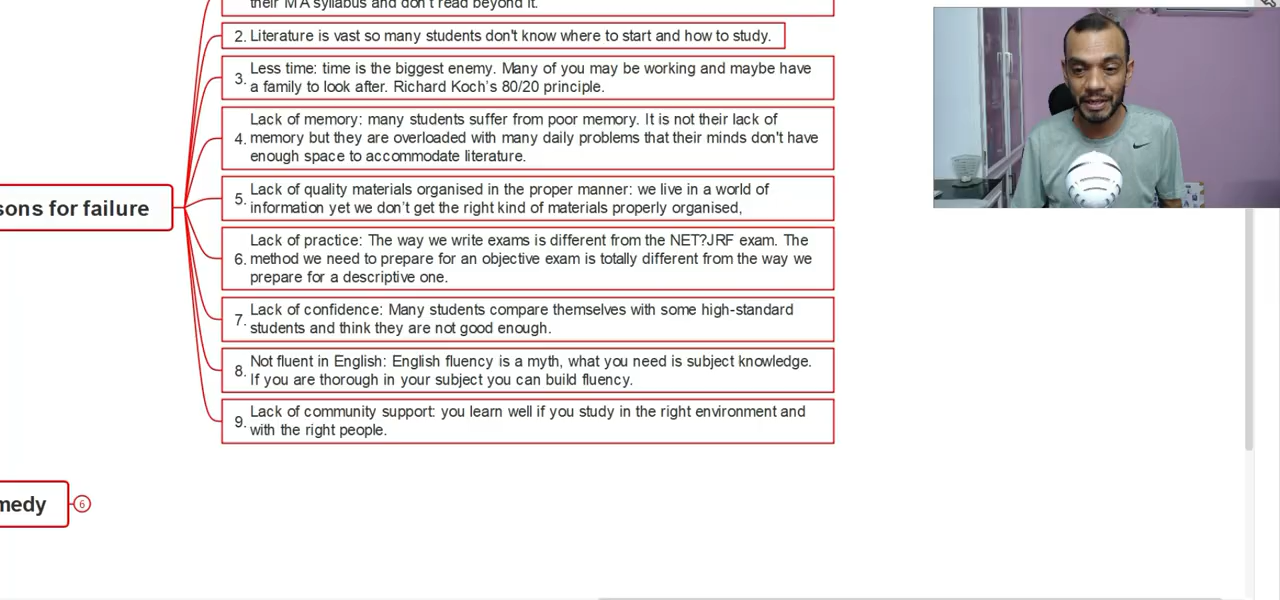 their M A syllabus and don't read beyond it.
2. Literature is vast so many students don't know where to start and how to study.
3. Less time: time is the biggest enemy. Many of you may be working and maybe have
a family to look after. Richard Koch's 80/20 principle.
4. Lack of memory: many students suffer from poor memory. It is not their lack of
memory but they are overloaded with many daily problems that their minds don't have
enough space to accommodate literature.
5. Lack of quality materials organised in the proper manner: we live in a world of
information yet we don't get the right kind of materials properly organised,
sons for failure
6. Lack of practice: The way we write exams is different from the NET?JRF exam. The
method we need to prepare for an objective exam is totally different from the way we
prepare for a descriptive one.
7. Lack of confidence: Many students compare themselves with some high-standard
students and think they are not good enough.
8. Not fluent in English: English fluency is a myth, what you need is subject knowledge.
If you are thorough in your subject you can build fluency.
9. Lack of community support: you learn well if you study in the right environment and
with the right people.
medy
6